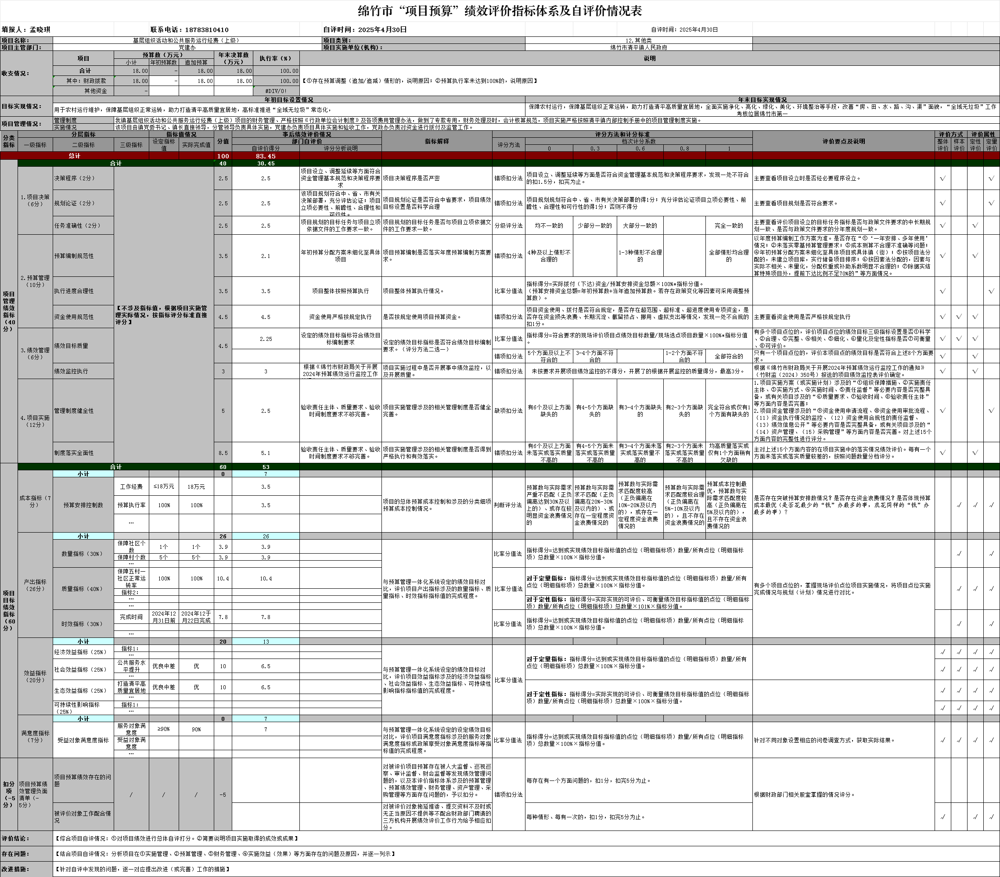 绵竹市“项目预算”绩效评价指标体系及自评价情况表
填报人：孟晓琪 联系电话：18783810410 自评时间：2025年4月30日 自评时间：2025年4月30日
项目名称： 基层组织活动和公共服务运行经费（上级） 项目类别： 12.其他类
项目主管部门： 党建办 项目实施单位(机构)： 绵竹市清平镇人民政府
收支情况： 项目 预算数（万元） 年末决算数（万元） 执行率（%） 说明
小计 年初预算数 追加预算
合计 18.00 - 18.00 18.00 100.00
其中：财政拨款 18.00 - 18.00 18.00 100.00 【①存在预算调整（追加/追减）情形的，说明原因；②预算执行率未达到100%的，说明原因】
其他资金 - #DIV/0!
目标实现情况： 年初目标设置情况 年末目标实现情况
用于农村运行维护，保障基层组织正常运转，助力打造清平高质量宜居地，高标准推进“全域无垃圾”常态化，
保障农村运行，保障基层组织正常运转，助力打造清平高质量宜居地，全面实施净化、亮化、绿化、美化、环境整治等手段，改善“房、田、水、路、沟、渠”面貌，“全域无垃圾”工作
考核位居绵竹市第一
项目管理情况： 管理制度 我镇基层组织活动和公共服务运行经费（上级）项目的财务管理、严格按照《行政单位会计制度》及各项费用管理办法，做到了专款专用，财务处理及时，会计核算规范，项目实施严格按照清平镇内部控制手册中的项目管理制度实施。
实施情况 该项目由镇党委书记、镇长直接领导，分管领导负责具体实施，党建办负责项目具体实施和验收工作，党政办负责对资金进行拨付及监管工作。
分类指标 分层指标 指标值情况 分值 事后绩效评价情况 指标解释 评分方法和计分标准 评价要点及说明 评价方式 评价属性
部门自评价
一级指标 二级指标 三级指标 设定指标值 实际完成值 自评价得分 评分分析说明 评分方法 档次计分系数 整体评价 样本评价 定性评价 定量评价
0 0.3 0.6 0.8 1
总计 100 83.45
合计 40 30.45
项目管理绩效指标（40分）
【不涉及指标值，根据项目实施管理实际情况，按指标评分标准直接评分】
1.项目决策（6分）
决策程序（2分） 2.5 2.5 项目设立、调整延续等方面符合资金管理基本规范和决策程序要求 项目决策程序是否严密 错项扣分法 项目设立、调整延续等方面是否符合资金管理基本规范和决策程序要求，发现一处不符合的扣1.5分，扣完为止。 主要查看项目设立时是否经必要程序设立。 √ √
规划论证（2分） 2.5 2.5 该项目规划符合中、省、市有关决策部署，充分评估论证；项目立项必要性、前瞻性、合理性和可行性。 项目规划论证是否符合中省要求，项目绩效目标设置是否科学合理 错项扣分法 项目规划规划符合中、省、市有关决策部署的得1分；充分评估论证项目立项必要性、前瞻性、合理性和可行性的得1分；否则不得分 主要查看项目规划是否符合要求。 √ √
任务准确性（2分） 2.5 2.5 项目规划的目标任务与项目立项依据文件的工作要求一致。 项目规划的目标任务是否与项目立项依据文件的工作要求一致。 分级评分法 均不一致的 少部分一致的 大部分一致的 完全一致的 主要查看评价项目设立的目标任务指标是否与政策文件要求的中长期规划一致、是否与政策文件要求的分年度规划一致。 √ √
2.预算管理（10分）
预算编制规范性 3.5 2.1 年初预算分配方案未细化至具体项目 项目预算编制是否落实年度预算编制方案要求。 错项扣分法 4种及以上情形不合理的 1-3种情形不合理的 全部情形均合理的 以年度预算编制工作方案为准。是否存在“①‘一年安排、多年使用’情况；②未落实零基预算管理要求；③成本测算不合理不准确等问题；④年初预算分配方案未细化至具体项目或具体镇（街）；⑤按项目法分配的，未建立项目库，实行储备项目排序；⑥按因素法分配的，因素与实际不相关、未量化，分配权重或补助系数明显不合理的；⑦除据实结算特殊项目外，提前下达比例不足70%的”等方面情况。 √ √
执行进度合理性 3.5 3.5 项目整体按照预算执行 项目整体预算执行情况。 比率分值法 指标得分=实际拨付（下达)资金/预算安排资金总额×100%*指标分值。
（预算安排资金总额=年初预算数+当年追加预算数。若存在政策变化等因素可采用调整预算数）。 √ √
资金使用规范性 4.5 4.5 资金使用严格按规定执行 是否按规定使用项目预算资金。 错项扣分法 项目资金使用、拨付是否符合规定，是否存在超范围、超标准、超进度使用专项资金，是否存在资金损失浪费、长期沉淀、截留挤占、挪用、虚拟支出等情况，发现一处不合规的扣1分。 主要查看资金使用是否严格按规定执行 √ √ √
3.绩效管理（6分）
绩效目标质量 4.5 2.25 设定的绩效目标指标符合绩效目标编制要求 设定的绩效目标指标是否符合绩效目标编制要求。（评分方法二选一） 比率分值法 指标得分=符合要求的现场评价项目点绩效目标数量/现场选点项目数量×100%*指标分值。 有多个项目点位的，评价项目点位的绩效目标三级指标设置是否①科学、②合理、③完整、④相关、⑤细化、⑥量化及定性指标是否⑦可衡量、⑧可评价。 √ √ √
错项扣分法 5个方面及以上不符合的 3-4个方面不符合的 1-2个方面不符合的 全部符合的 只有一个项目点位的，评价本项目点的绩效目标是否符合上述8个方面要求。 √ √
绩效监控执行 3 3 根据《绵竹市财政局关于开展2024年预算绩效运行监控工作 项目实施过程中是否开展事中绩效监控，以及开展质量。 错项扣分法 未按要求开展项目绩效监控的不得分，开展了的根据开展监控的质量得分，最高3分。 根据《绵竹市财政局关于开展2024年预算绩效运行监控工作的通知》（竹财监（2024）350号）报送的项目绩效监控表评价确定。 √ √
4.项目实施（12分）
管理制度健全性 5 2.5 验收责任主体、质量要求、验收时间制度要求不够完善。 项目实施管理涉及的相关管理制度是否健全完善。 缺项扣分法 有6个及以上方面缺失的 有4-5个方面缺失的 有3-4个方面缺失的 有2-3个方面缺失的 完全符合或仅有1个方面有缺失的 1.项目实施方案（或实施计划）涉及的“①组织保障措施、②实施责任主体、③实施方式、④实施时间、⑤责任监督”等必要内容是否完整具备，或有关项目涉及的“⑥质量要求、⑦验收时间、⑧验收责任主体”等方面内容是否完善；
2.项目资金管理涉及的“⑨资金使用申请流程、⑩资金使用审批流程、（11）资金执行情况的监控、（12）资金使用合规性的责任监督、（13）绩效信息公开”等必要内容是否完整具备，或有关项目涉及的“（14）资产管理、（15）采购管理”等方面内容是否完善。对上述15个方面内容的完整性进行评分。 √ √
制度落实全面性 8.5 5.1 验收责任主体、质量要求、验收时间制度要求不够完善。 项目实施管理涉及的相关管理制度是否得到严格执行和有效落实。 错项扣分法 有6个及以上方面未落实或落实质量不高的 有4-5个方面未落实或落实质量不高的 有3-4个方面未落实或落实质量不高的 有2-3个方面未落实或落实质量不高的 均高质量落实或仅有1个方面稍有欠缺的 主对上述15个方面内容的在项目实施中的落实情况绩效评价。每有一个方面未落实或落实质量较差的，按照问题数量分档评分。 √ √
合计 60 53
项目目标绩效指标（60分）
成本指标（7分）
小计 0 7
预算安排控制数 工作经费 ≤18万元 18万元 3.5
预算执行率 100% 100% 3.5
…
项目的总体预算成本控制和涉及的分类细项预算成本控制情况。 判断评分法 预算数与实际需求严重不匹配（正负偏离达到30%及以上的）、或存在较明显资金浪费情况的 预算数与实际需求不匹配（正负偏离在20%-30%及以内的）、或存在一定程度资金浪费情况的 预算数与实际需求匹配度较高（正负偏离在10%-20%及以内的），或存在一定程度资金浪费情况的 预算数与实际需求匹配度较合理（正负偏离在5%-10%及以内的），且不存在资金浪费情况的 预算成本控制最优，预算数与实际需求匹配度较高（正负偏离在5%及以内的），且不存在资金浪费情况的 是否存在突破预算安排数情况？是否存在资金浪费情况？是否体现预算成本最优（是否花最少的“钱”办最多的事，或花同样的“钱”办最多的事）？ √ √ √
产出指标（26分）
小计 26 26
数量指标（30%） 保障社区个数 1个 1个 3.9 3.9
保障村个数 5个 5个 3.9 3.9
…
比率分值法 指标得分=达到或实现绩效目标指标值的点位（明细指标项）数量/所有点位（明细指标项）总数量×100%×指标分值。 √ √
质量指标（40%） 保障五村一社区正常运转率 100% 100% 10.4 10.4
指标2：
…
…
与预算管理一体化系统设定的绩效目标对比，评价项目产出指标涉及的数量指标、质量指标、时效指标指标值的完成程度。 比率分值法 对于定量指标：指标得分=达到或实现绩效目标指标值的点位（明细指标项）数量/所有点位（明细指标项）总数量×100%×指标分值。
对于定性指标：指标得分=实际实现的可评价、可衡量绩效目标指标值的点位（明细指标项）数量/所有点位（明细指标项）总数量×101%×指标分值。
有多个项目点位的，掌握现场评价点位项目实施情况，将项目点位实施完成情况与规划（计划）情况进行对比。 √ √ √
时效指标（30%） 完成时间 2024年12月31日前 2024年12于月22日完成 7.8 7.8
…
比率分值法 指标得分=达到或实现绩效目标指标值的点位（明细指标项）数量/所有点位（明细指标项）总数量×100%×指标分值。 √ √
效益指标（20分）
小计 20 13
经济效益指标（25%） 指标1： √ √ √ √
…
社会效益指标（25%） 公共服务水平提升 优良中差 优 10 6.5 √ √ √ √
…
生态效益指标（25%） 打造清平高质量宜居地 优良中差 优 10 6.5 √ √ √ √
…
可持续性影响指标（25%） 指标1： √ √ √ √
…
与预算管理一体化系统设定的绩效目标对比，评价项目效益指标涉及的经济效益指标、社会效益指标、生态效益指标、可持续性影响指标指标值的完成程度。 比率分值法 对于定量指标：指标得分=达到或实现绩效目标指标值的点位（明细指标项）数量/所有点位（明细指标项）总数量×100%×指标分值。
对于定性指标：指标得分=实际实现的可评价、可衡量绩效目标指标值的点位（明细指标项）数量/所有点位（明细指标项）总数量×100%×指标分值。
满意度指标（7分）
小计 0 7
受益对象满意度指标 服务对象满意度 ≥90% 90% 7
受益对象满意度
…
与预算管理一体化系统设定的设定绩效目标对比，评价项目满意度指标涉及的服务对象满意度指标或政策享受对象满意度指标等指标值的完成程度。 比率分值法 指标得分=达到或实现绩效目标指标值的点位（明细指标项）数量/所有点位（明细指标项）总数量×100%×指标分值。 针对不同对象设置相应的问卷调查方式，获取实际结果。 √ √ √ √
扣分项（-5分） 项目预算绩效管理负面清单（-5分）
项目预算绩效存在的问题 / / / -5 对被评价项目预算存在被人大监督、巡视巡察、审计监督、财会监督等发现绩效管理问题的，以及本评价指标体系涉及的预算管理、预算绩效管理、财务管理、资产管理、采购管理等方面存在问题的，予以扣分。 错项扣分法 每存在有一个方面问题的，扣1分，扣完5分为止。 根据财政部门相关股室掌握的情况评分。
被评价对象工作配合情况 对被评价对象拖延推诿、提交资料不及时或无正当原因不提供等不配合财政部门聘请的三方机构开展绩效评价工作行为给予相应扣分。 每种情形、每有一次的，扣1分，扣完5分为止。 √ √ √
评价结论： 【综合项目自评情况：①对项目绩效进行总体自评打分。②简要说明项目实施取得的成效或成果】
存在问题： 【结合项目自评情况：分析项目在①实施管理、②预算管理、③财务管理、④实施效益（效果）等方面存在的问题及原因，并逐一列示】
改进措施： 【针对自评中发现的问题，逐一对应提出改进（或完善）工作的措施】